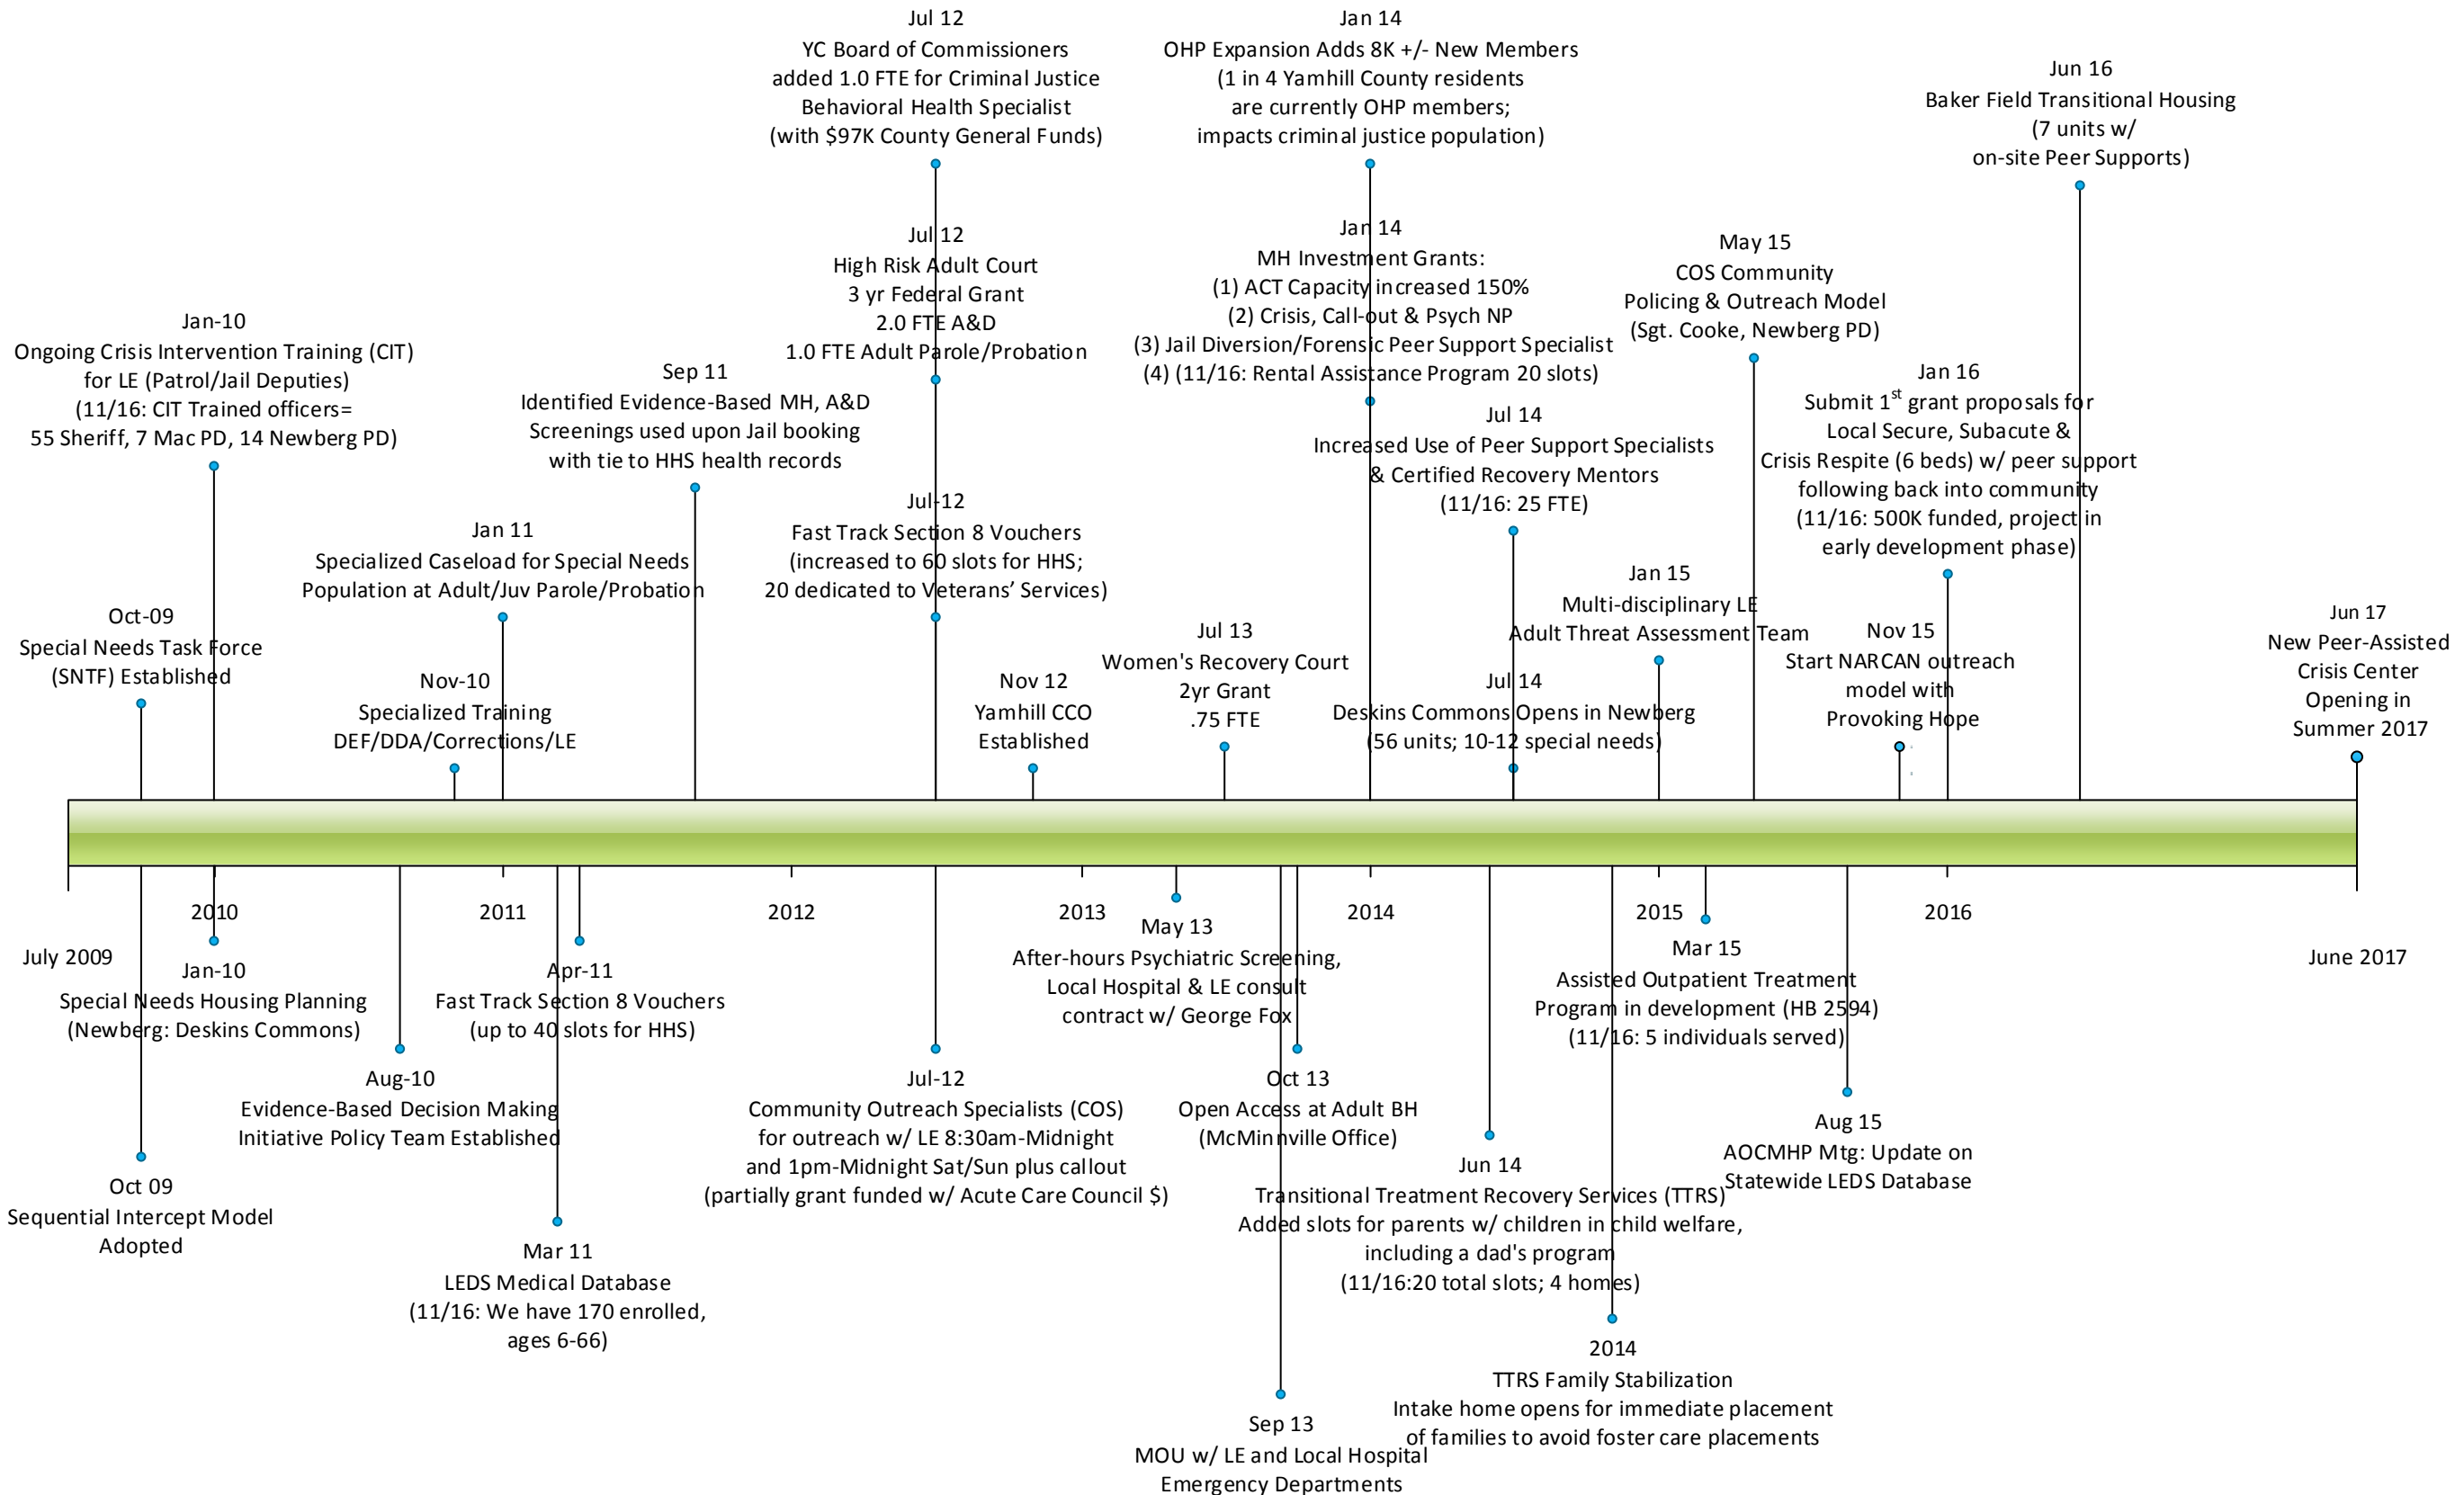 Jul 12
YC Board of Commissioners
added 1.0 FTE for Criminal Justice
Behavioral Health Specialist
(with $97K County General Funds)
Jan 14
OHP Expansion Adds 8K +/- New Members
(1 in 4 Yamhill County residents
are currently OHP members;
impacts criminal justice population)
Jun 16
Baker Field Transitional Housing
(7 units w/
on-site Peer Supports)
Jul 12
High Risk Adult Court
3 yr Federal Grant
2.0 FTE A&D
1.0 FTE Adult Parole/Probation
Jan 14
MH Investment Grants:
(1) ACT Capacity increased 150%
(2) Crisis, Call-out & Psych NP
(3) Jail Diversion/Forensic Peer Support Specialist
(4) (11/16: Rental Assistance Program 20 slots)
May 15
COS Community
Policing & Outreach Model
(Sgt. Cooke, Newberg PD)
Jan-10
Ongoing Crisis Intervention Training (CIT)
for LE (Patrol/Jail Deputies)
(11/16: CIT Trained officers=
55 Sheriff, 7 Mac PD, 14 Newberg PD)
Sep 11
Identified Evidence-Based MH, A&D
Screenings used upon Jail booking
with tie to HHS health records
Jan 16
Submit 1st grant proposals for
Local Secure, Subacute &
Crisis Respite (6 beds) w/ peer support
following back into community
(11/16: 500K funded, project in
early development phase)
Jul 14
Increased Use of Peer Support Specialists
& Certified Recovery Mentors
(11/16: 25 FTE)
Jul-12
Fast Track Section 8 Vouchers
(increased to 60 slots for HHS;
20 dedicated to Veterans’ Services)
Jan 11
Specialized Caseload for Special Needs
Population at Adult/Juv Parole/Probation
Jan 15
Multi-disciplinary LE
Adult Threat Assessment Team
Oct-09
Special Needs Task Force
(SNTF) Established
Nov-10
Specialized Training
DEF/DDA/Corrections/LE
Nov 12
Yamhill CCO
Established
Jul 13
Women's Recovery Court
2yr Grant
.75 FTE
Jul 14
Deskins Commons Opens in Newberg
(56 units; 10-12 special needs)
Nov 15
Start NARCAN outreach
model with
Provoking Hope
Jun 17
New Peer-Assisted
Crisis Center
Opening in
Summer 2017
2010
2011
2012
2013
2014
2015
2016
July 2009
June 2017
Jan-10
Special Needs Housing Planning
(Newberg: Deskins Commons)
Apr-11
Fast Track Section 8 Vouchers
(up to 40 slots for HHS)
May 13
After-hours Psychiatric Screening,
Local Hospital & LE consult
contract w/ George Fox
Mar 15
Assisted Outpatient Treatment
Program in development (HB 2594)
(11/16: 5 individuals served)
Aug-10
Evidence-Based Decision Making
Initiative Policy Team Established
Jul-12
Community Outreach Specialists (COS)
for outreach w/ LE 8:30am-Midnight
and 1pm-Midnight Sat/Sun plus callout
(partially grant funded w/ Acute Care Council $)
Oct 13
Open Access at Adult BH
(McMinnville Office)
Aug 15
AOCMHP Mtg: Update on
Statewide LEDS Database
Oct 09
Sequential Intercept Model
Adopted
Jun 14
Transitional Treatment Recovery Services (TTRS)
Added slots for parents w/ children in child welfare,
including a dad's program
(11/16:20 total slots; 4 homes)
Mar 11
LEDS Medical Database
(11/16: We have 170 enrolled,
ages 6-66)
2014
TTRS Family Stabilization
Intake home opens for immediate placement
of families to avoid foster care placements
Sep 13
MOU w/ LE and Local Hospital
Emergency Departments